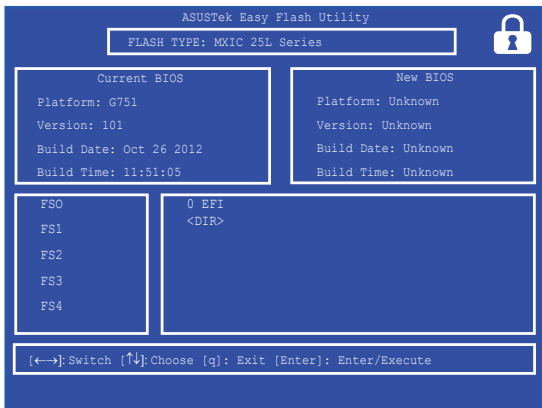 ASUSTek Easy Flash Utility
FLASH TYPE: MXIC 25L Series
Current BIOS
Platform: G751
Version: 101
Build Date: Oct 26 2012
Build Time: 11:51:05
New BIOS
Platform: Unknown
Version: Unknown
Build Date: Unknown
Build Time: Unknown
FSO
FS1
FS2
FS3
FS4
0 EFI
<DIR>
[←→]: Switch [↑↓]: Choose [q]: Exit [Enter]: Enter/Execute